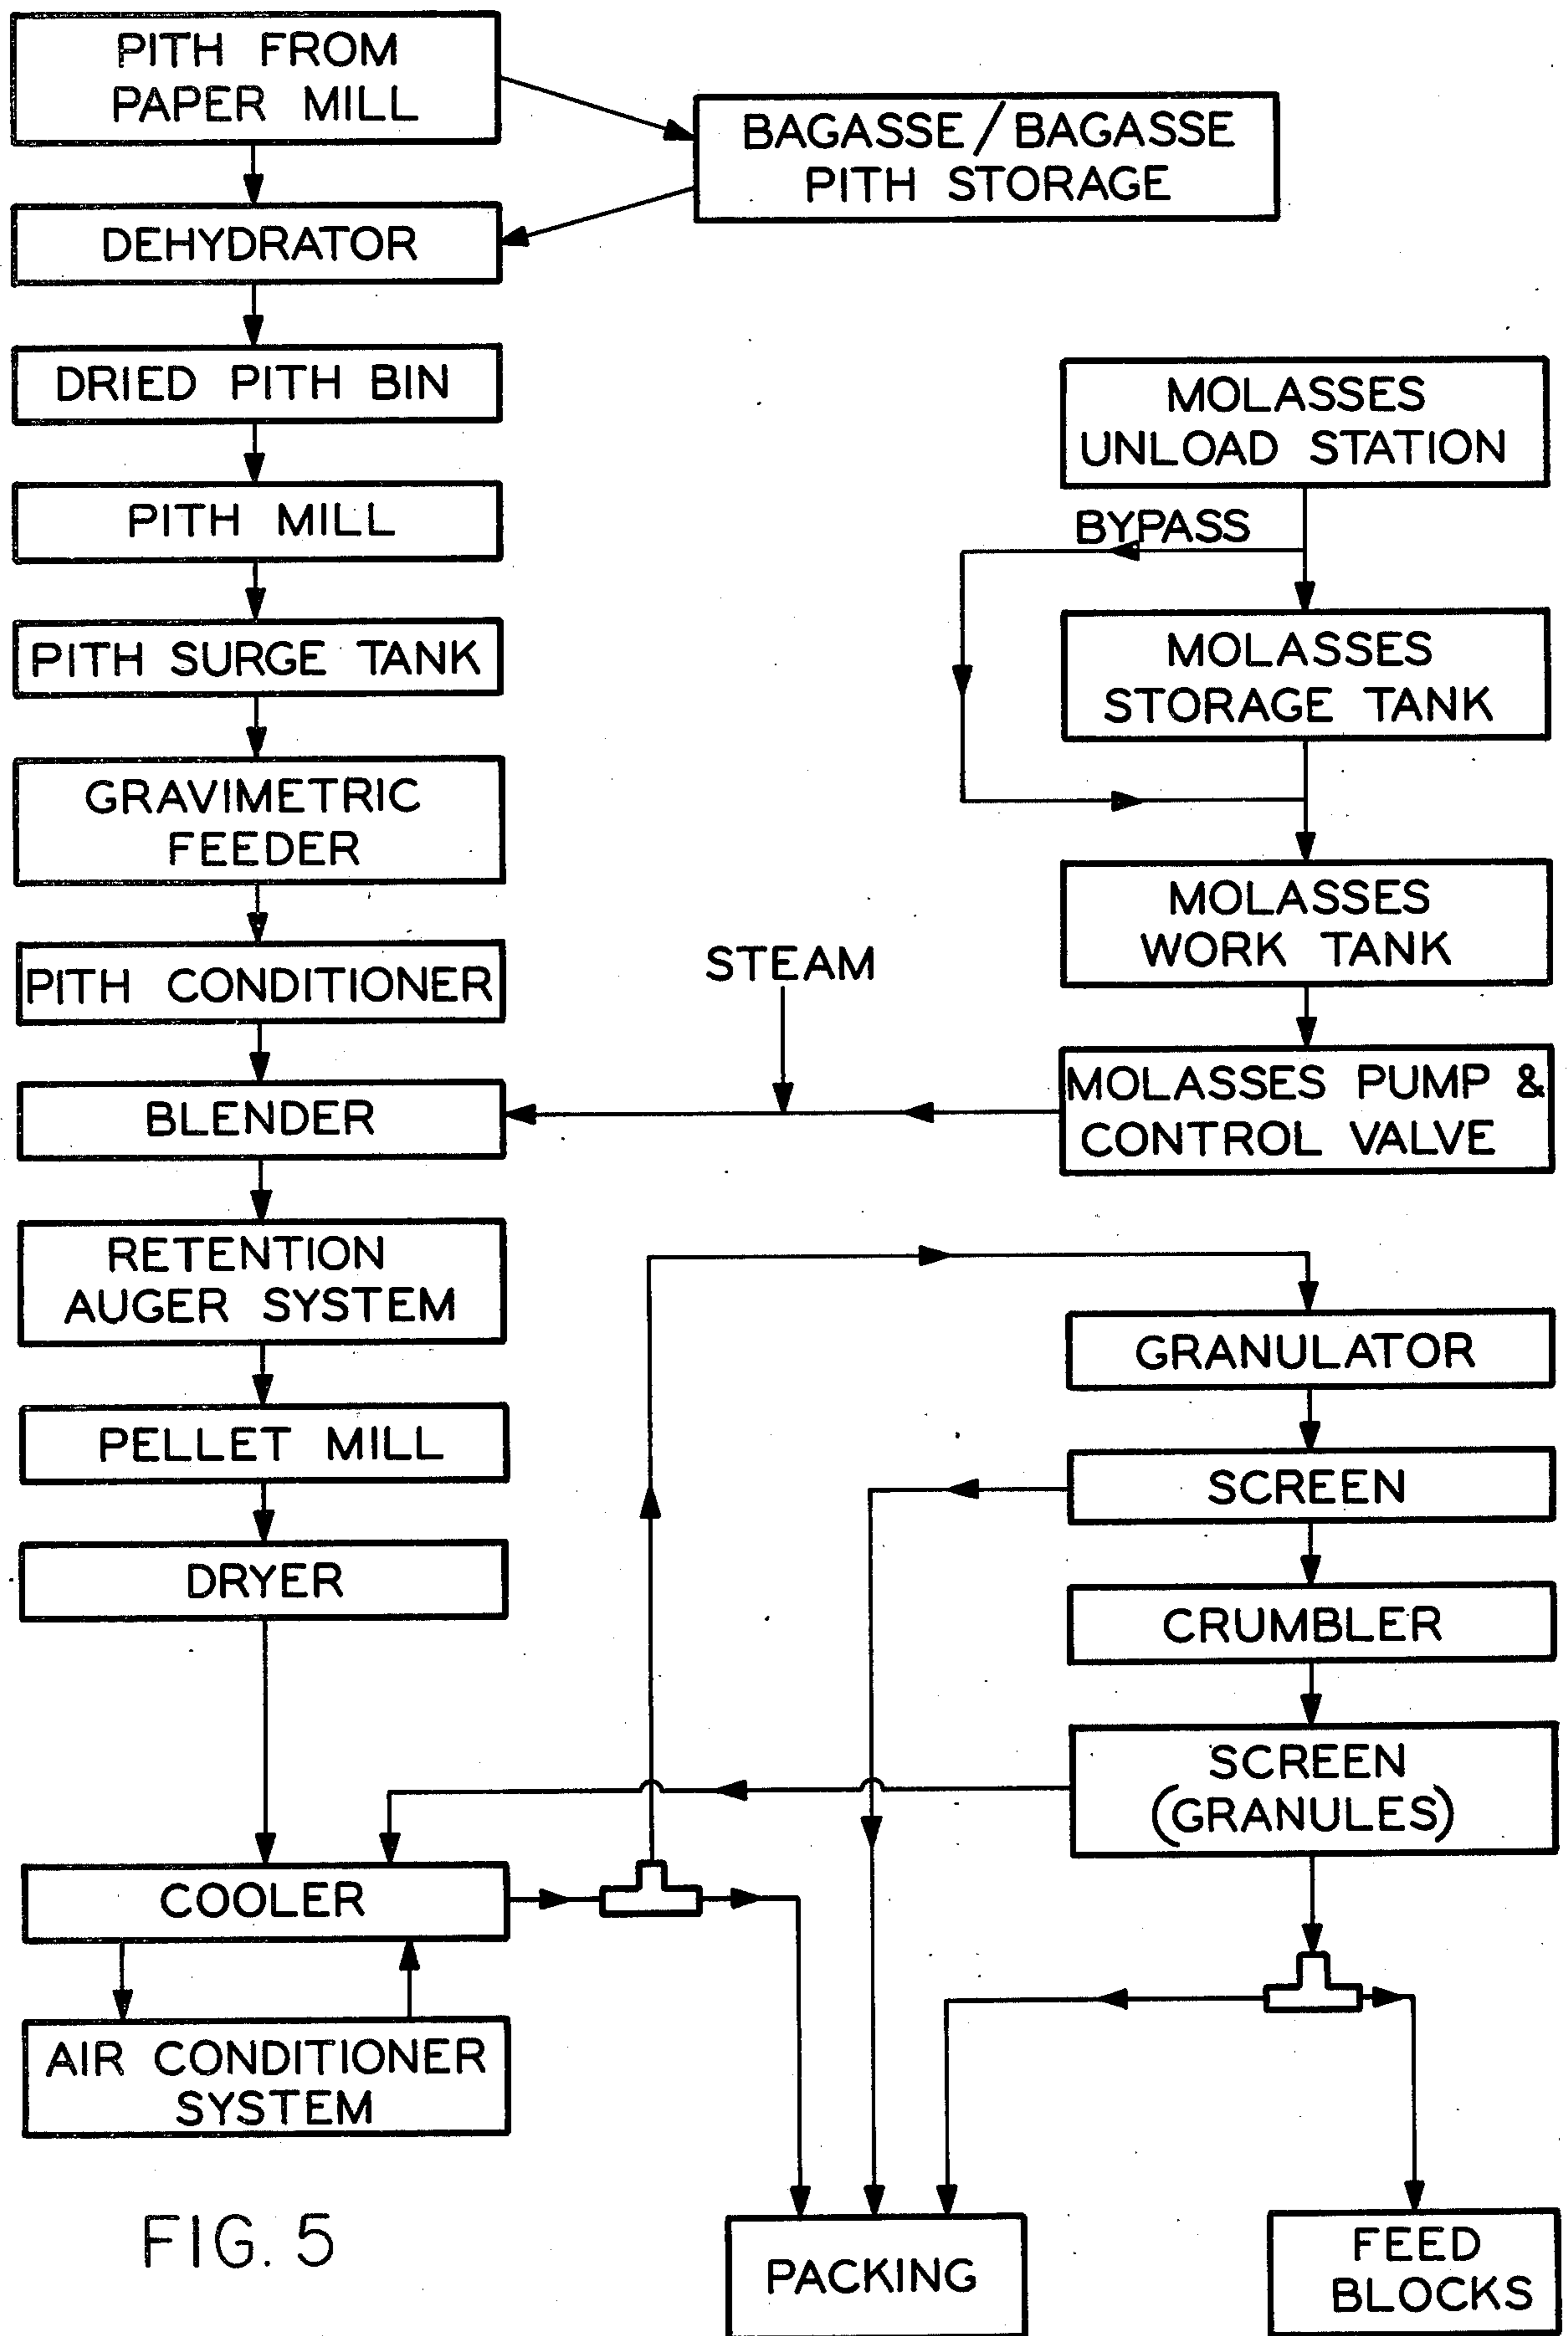 PITH FROM
PAPER MILL
BAGASSE / BAGASSE
PITH STORAGE
DEHYDRATOR
DRIED PITH BIN
PITH MILL
PITH SURGE TANK
GRAVIMETRIC
FEEDER
PITH CONDITIONER
BLENDER
RETENTION
AUGER SYSTEM
PELLET MILL
DRYER
COOLER
AIR CONDITIONER
SYSTEM
MOLASSES
UNLOAD STATION
BYPASS
MOLASSES
STORAGE TANK
MOLASSES
WORK TANK
STEAM
MOLASSES PUMP &
CONTROL VALVE
GRANULATOR
SCREEN
CRUMBLER
SCREEN
(GRANULES)
PACKING
FEED
BLOCKS
FIG. 5